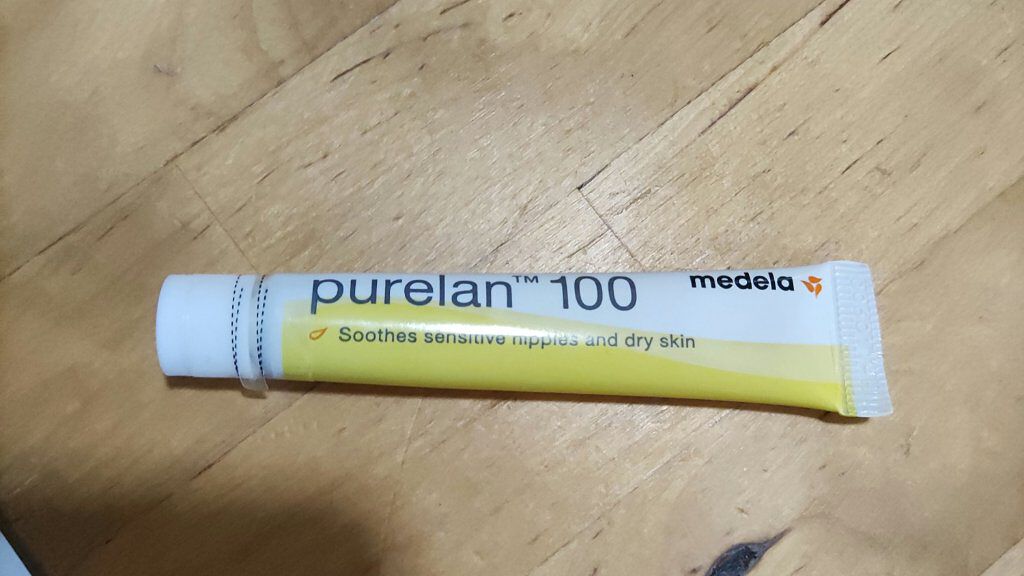 purelan™ 100
medela
Soothes sensitive nipples and dry skin